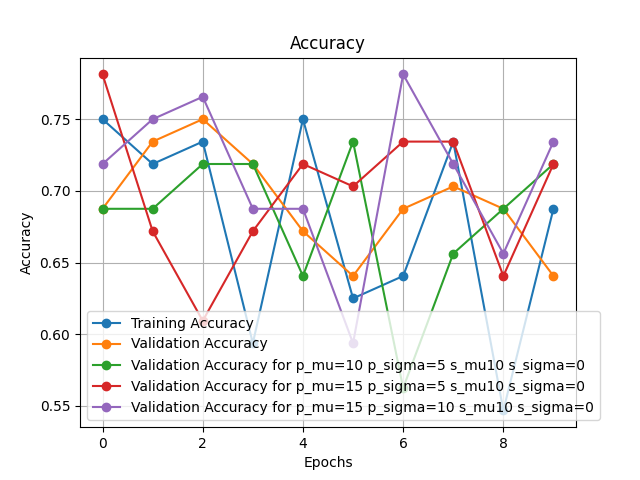 Accuracy
Accuracy
0.75
0.70
0.65
0.60
0.55
Training Accuracy
Validation Accuracy
Validation Accuracy for p_mu=10 p_sigma=5 s_mu10 s_sigma=0
Validation Accuracy for p_mu=15 p_sigma=5 s_mu10 s_sigma=0
Validation Accuracy for p_mu=15 p_sigma=10 s_mu10 s_sigma=0
0 2 4 6 8
Epochs